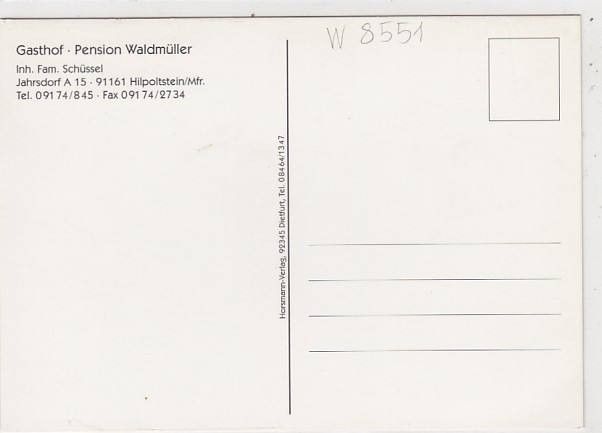 Gasthof · Pension Waldmüller
Inh. Fam. Schüssel
Jahrsdorf A 15 · 91161 Hilpoltstein/Mfr.
Tel. 09174/845 · Fax 09174/2734
Horsmann-Verlag, 92345 Dietfurt, Tel. 08464/1347
W 8551